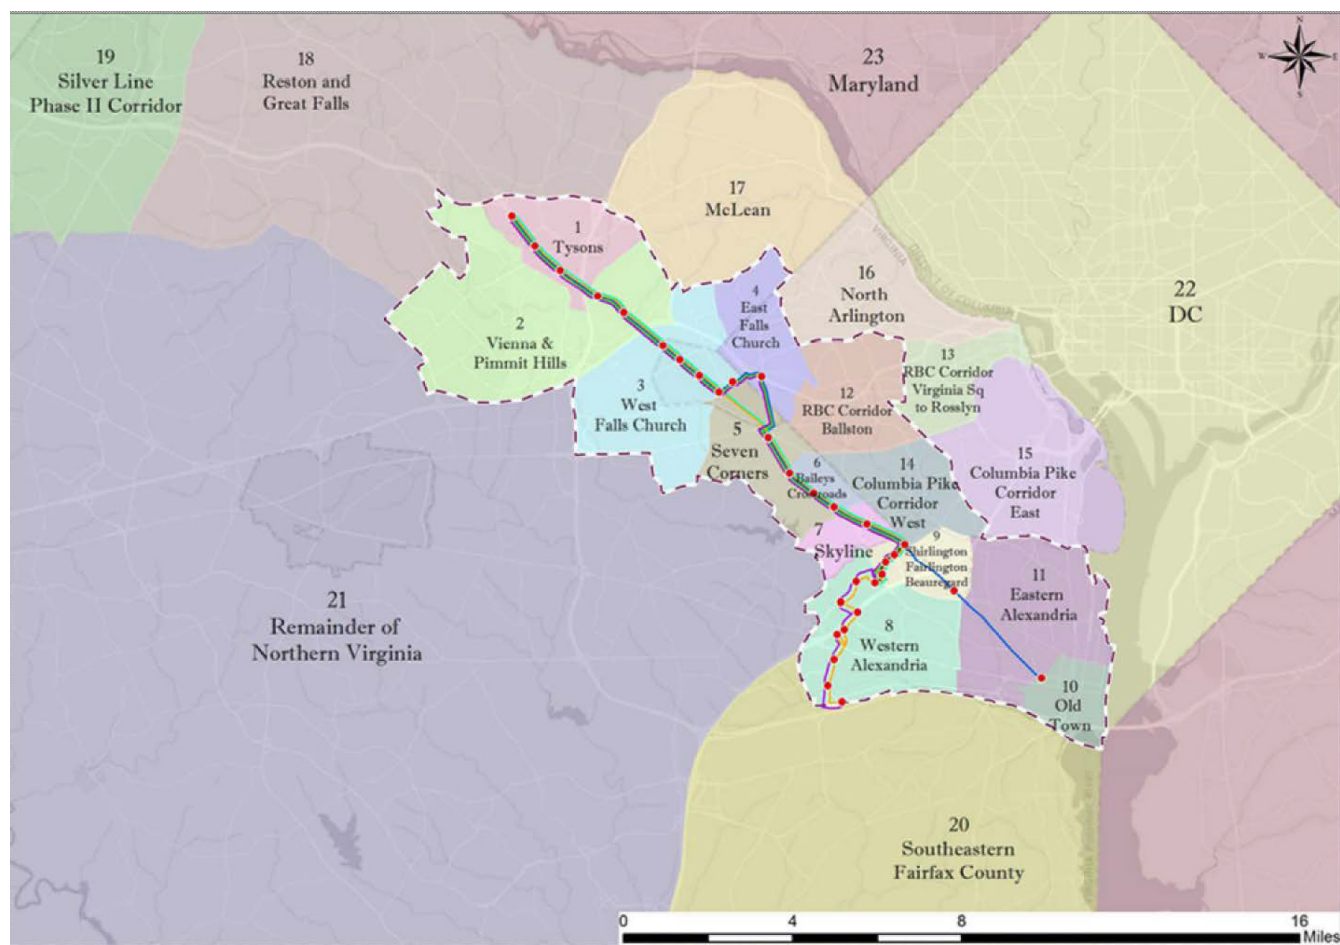 19
Silver Line
Phase II Corridor
18
Reston and
Great Falls
23
Maryland
N
W
E
S
17
McLean
VIRGINIA
DISTRICT OF COLUMBIA
1
Tysons
16
North
Arlington
22
DC
4
East
Falls
Church
2
Vienna &
Pimmit Hills
13
RBC Corridor
Virginia Sq
to Rosslyn
3
West
Falls Church
12
RBC Corridor
Ballston
5
Seven
Corners
6
Baileys
Crossroads
14
Columbia Pike
Corridor
West
15
Columbia Pike
Corridor
East
7
Skyline
9
Shirlington
Fairlington
Beauregard
11
Eastern
Alexandria
21
Remainder of
Northern Virginia
8
Western
Alexandria
10
Old
Town
20
Southeastern
Fairfax County
0
4
8
16
Miles